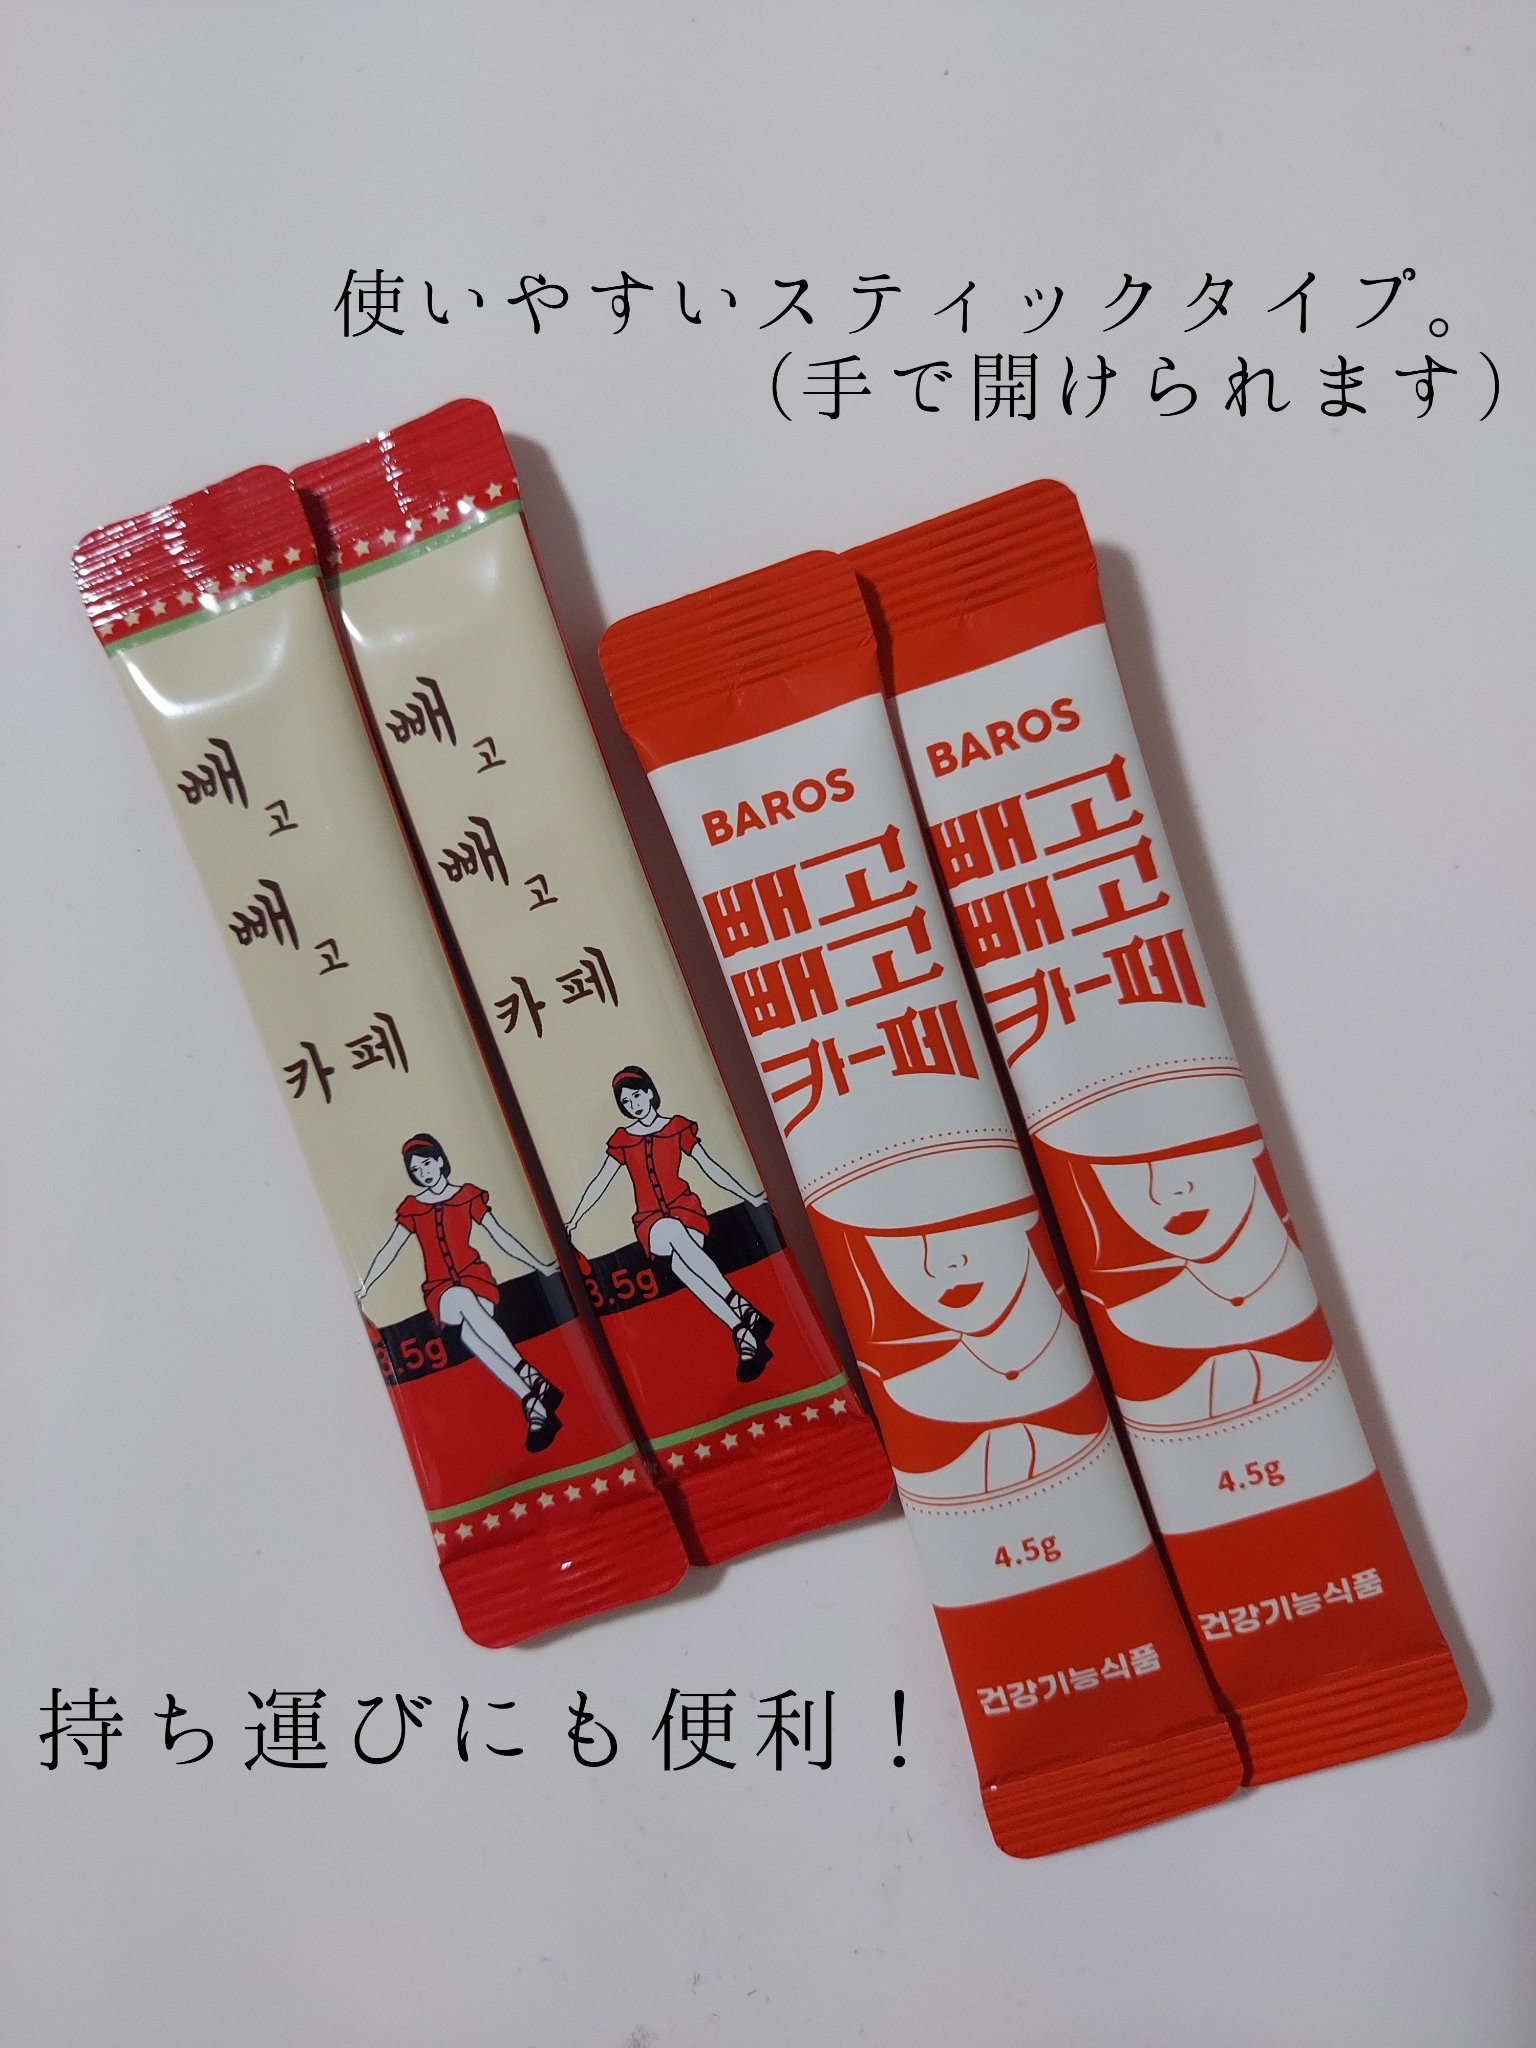 使いやすいスティックタイプ。
（手で開けられます）
빼고
빼고
카페
3.5g
빼고
빼고
카페
3.5g
BAROS
빼고
빼고
카페
4.5g
건강기능식품
BAROS
빼고
빼고
카페
4.5g
건강기능식품
持ち運びにも便利！